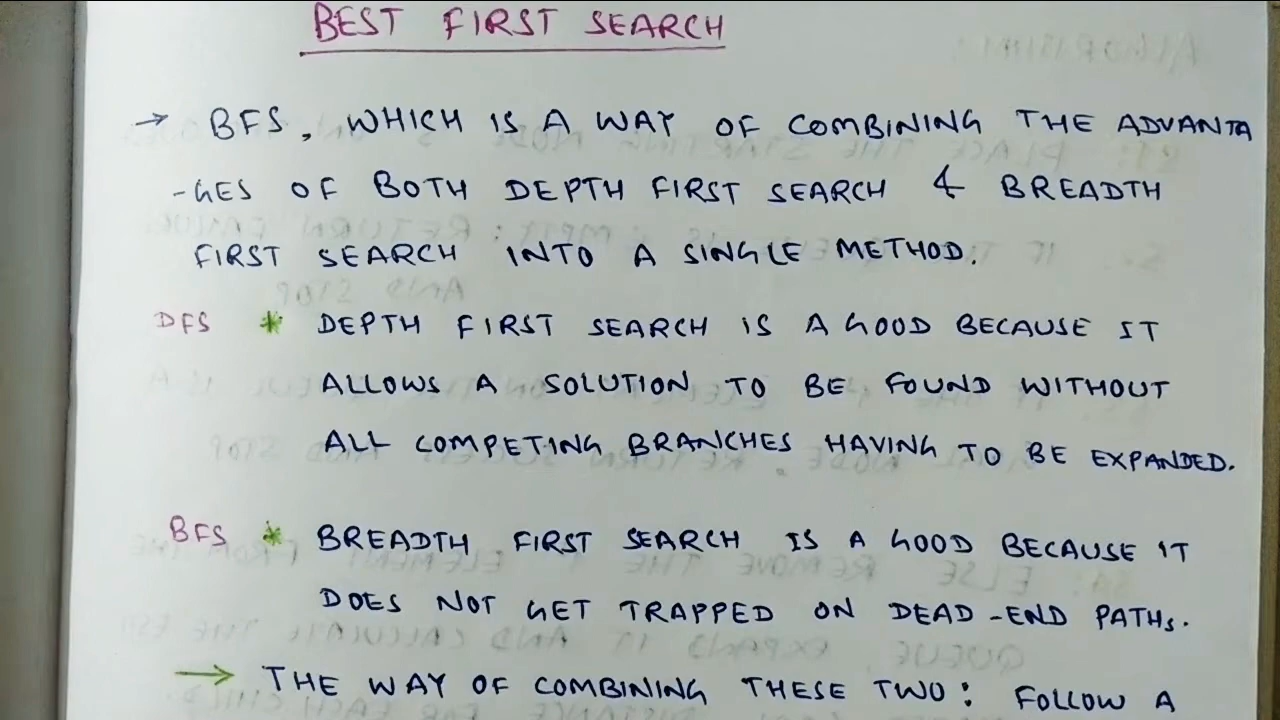 BEST FIRST SEARCH
→ BFS, WHICH IS A WAY OF COMBINING THE ADVANTA
-GES OF BOTH DEPTH FIRST SEARCH & BREADTH
FIRST SEARCH INTO A SINGLE METHOD.
DFS * DEPTH FIRST SEARCH IS A GOOD BECAUSE IT
ALLOWS A SOLUTION TO BE FOUND WITHOUT
ALL COMPETING BRANCHES HAVING TO BE EXPANDED.
BFS * BREADTH FIRST SEARCH IS A GOOD BECAUSE IT
DOES NOT GET TRAPPED ON DEAD-END PATHS.
→ THE WAY OF COMBINING THESE TWO: FOLLOW A